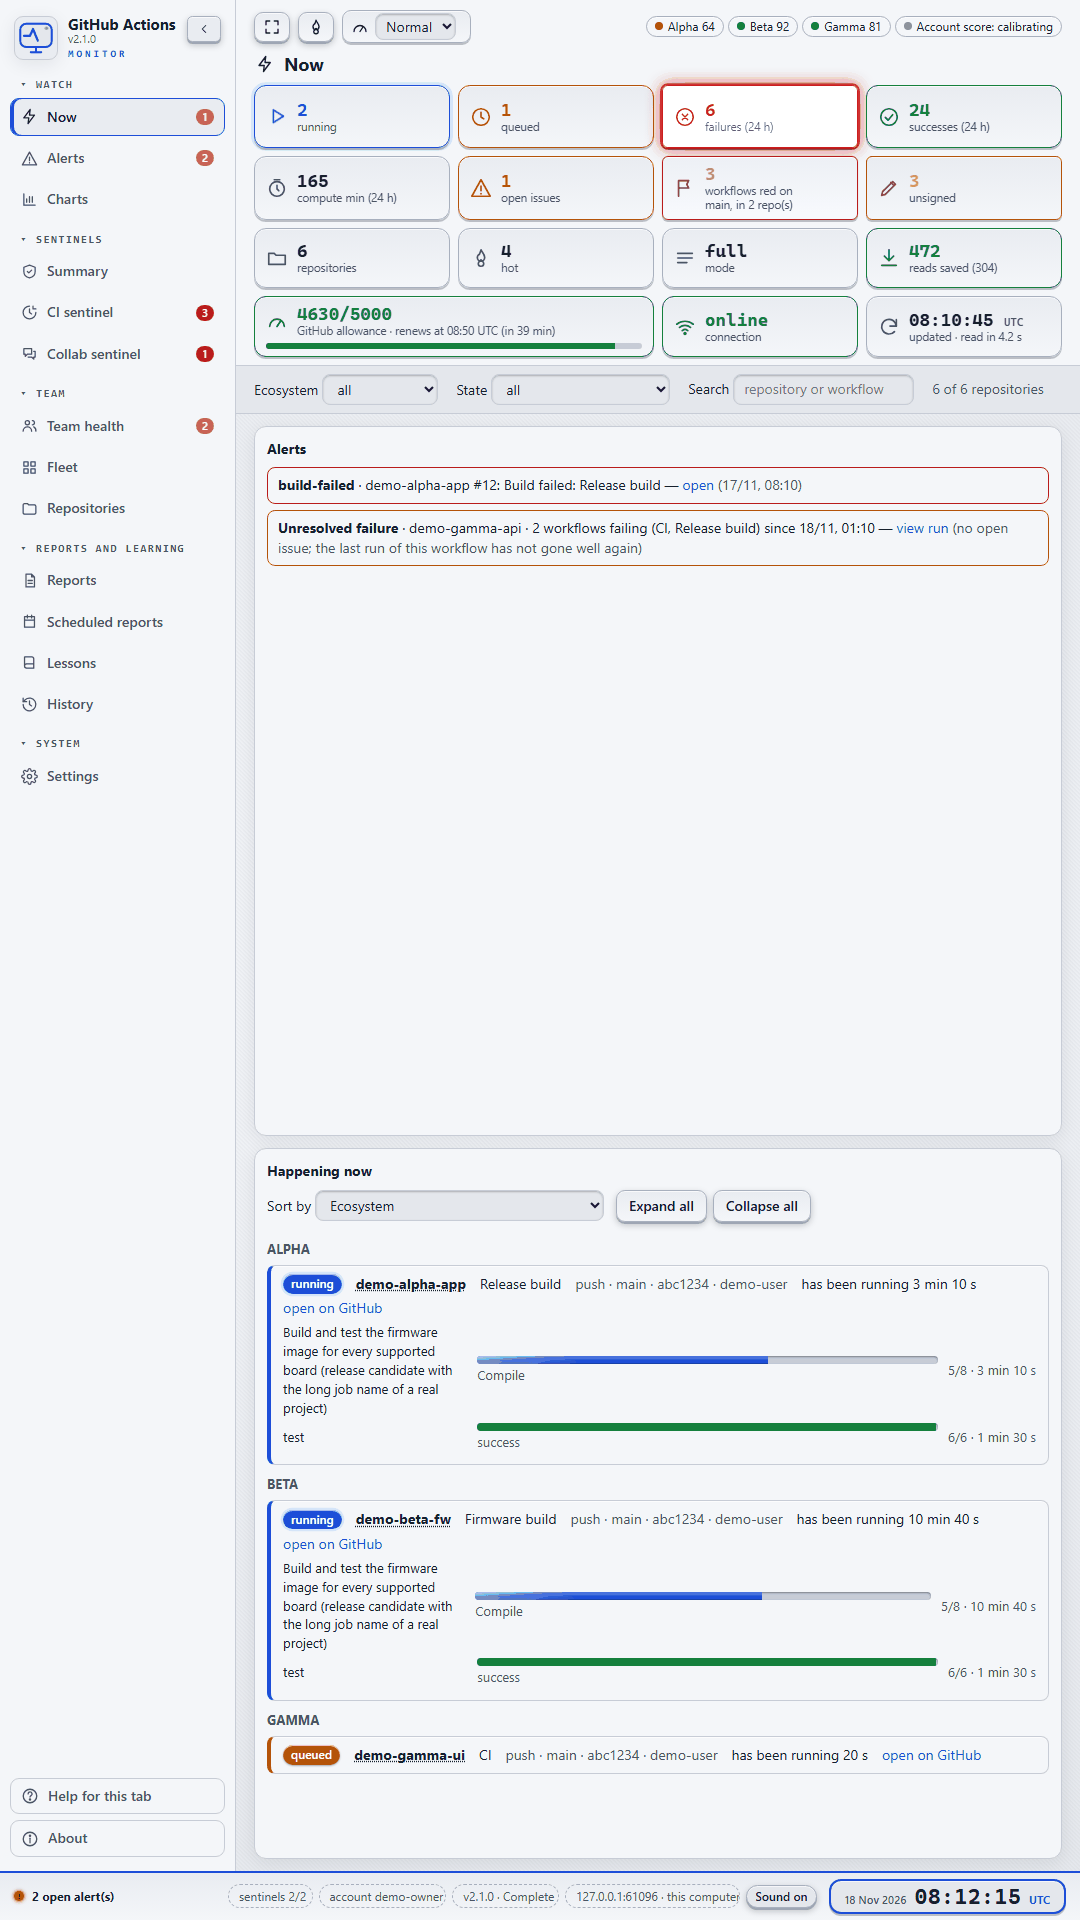 GitHub Actions
v2.1.0
MONITOR
WATCH
Now 1
Alerts 2
Charts
SENTINELS
Summary
CI sentinel 3
Collab sentinel 1
TEAM
Team health 2
Fleet
Repositories
REPORTS AND LEARNING
Reports
Scheduled reports
Lessons
History
SYSTEM
Settings
Help for this tab
About
Normal
Alpha 64
Beta 92
Gamma 81
Account score: calibrating
Now
2
running
1
queued
6
failures (24 h)
24
successes (24 h)
165
compute min (24 h)
1
open issues
3
workflows red on
main, in 2 repo(s)
3
unsigned
6
repositories
4
hot
full
mode
472
reads saved (304)
4630/5000
GitHub allowance · renews at 08:50 UTC (in 39 min)
online
connection
08:10:45 UTC
updated · read in 4.2 s
Ecosystem all State all Search repository or workflow 6 of 6 repositories
Alerts
build-failed · demo-alpha-app #12: Build failed: Release build — open (17/11, 08:10)
Unresolved failure · demo-gamma-api · 2 workflows failing (CI, Release build) since 18/11, 01:10 — view run (no open
issue; the last run of this workflow has not gone well again)
Happening now
Sort by Ecosystem Expand all Collapse all
ALPHA
running demo-alpha-app Release build push · main · abc1234 · demo-user has been running 3 min 10 s
open on GitHub
Build and test the firmware
image for every supported
board (release candidate with
the long job name of a real
project)
Compile
5/8 · 3 min 10 s
test
success
6/6 · 1 min 30 s
BETA
running demo-beta-fw Firmware build push · main · abc1234 · demo-user has been running 10 min 40 s
open on GitHub
Build and test the firmware
image for every supported
board (release candidate with
the long job name of a real
project)
Compile
5/8 · 10 min 40 s
test
success
6/6 · 1 min 30 s
GAMMA
queued demo-gamma-ui CI push · main · abc1234 · demo-user has been running 20 s open on GitHub
2 open alert(s)
sentinels 2/2
account demo-owner
v2.1.0 · Complete
127.0.0.1:61096 · this computer
Sound on
18 Nov 2026 08:12:15 UTC